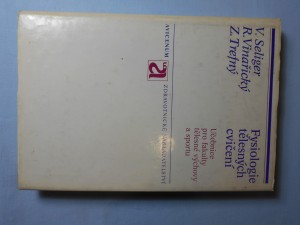 V. Seliger
R. Vinařický
Z. Trefný
Fysiologie
tělesných
cvičení
Učebnice
pro fakulty
tělesné výchovy
a sportu
AVICENUM
a
ZDRAVOTNICKÉ NAKLADATELSTVÍ